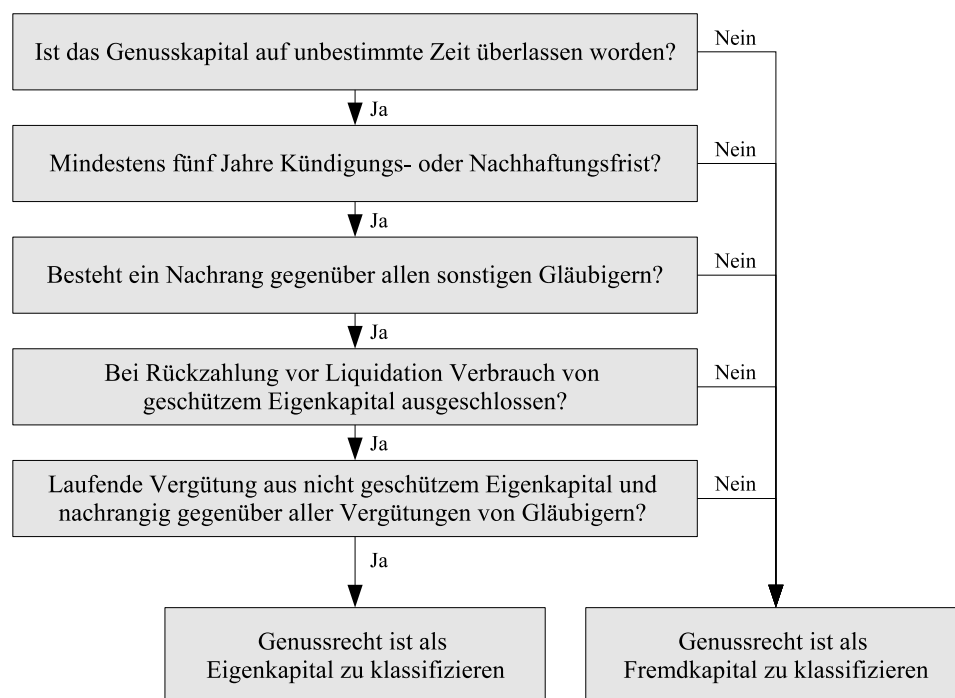 Ist das Genusskapital auf unbestimmte Zeit überlassen worden?
Nein
Ja
Mindestens fünf Jahre Kündigungs- oder Nachhaftungsfrist?
Nein
Ja
Besteht ein Nachrang gegenüber allen sonstigen Gläubigern?
Nein
Ja
Bei Rückzahlung vor Liquidation Verbrauch von
geschützem Eigenkapital ausgeschlossen?
Nein
Ja
Laufende Vergütung aus nicht geschützem Eigenkapital und
nachrangig gegenüber aller Vergütungen von Gläubigern?
Nein
Ja
Genussrecht ist als
Eigenkapital zu klassifizieren
Genussrecht ist als
Fremdkapital zu klassifizieren